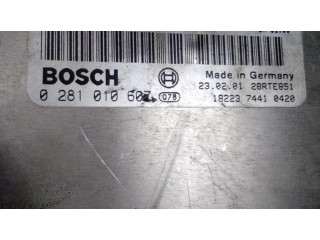 BOSCH
Made in Germany
23.02.01 28RTE851
0 281 010 607
078
18223 7441 0420